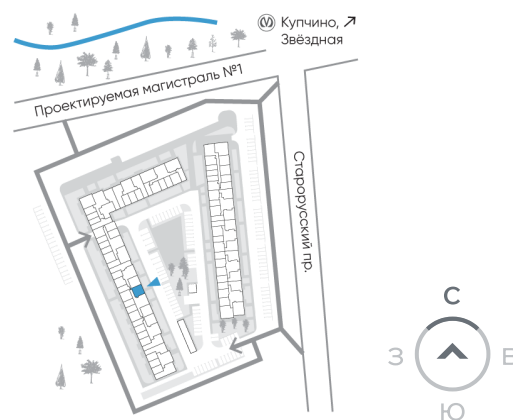 Купчино, ↗
Звёздная
Проектируемая магистраль №1
Старорусский пр.
С
З
В
Ю